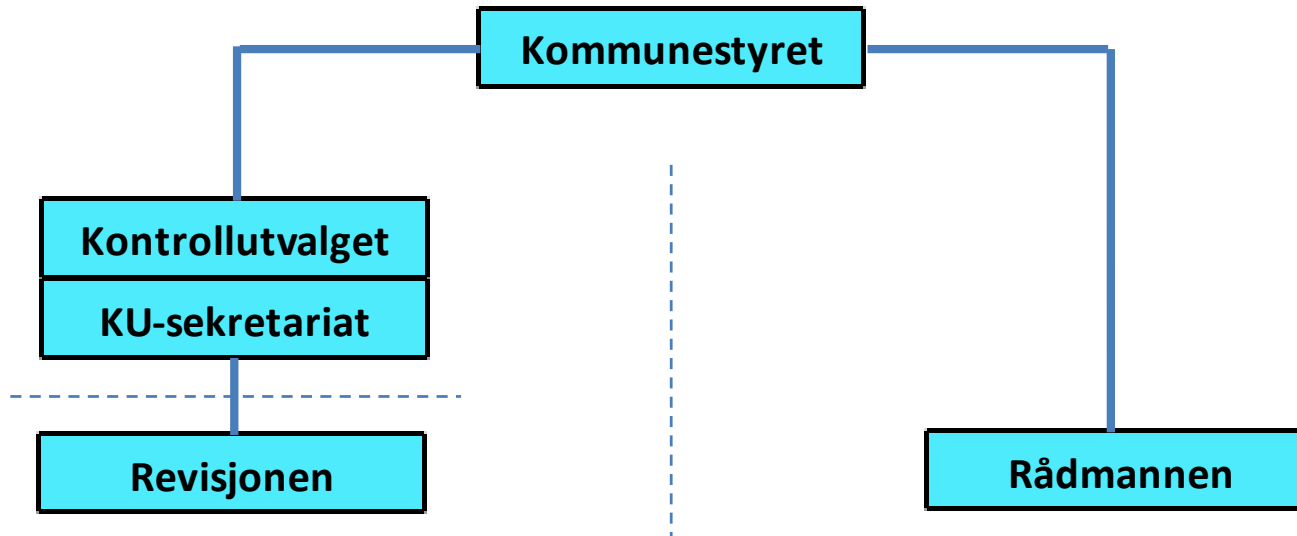 Kommunestyret
Kontrollutvalget
KU-sekretariat
Revisjonen
Rådmannen